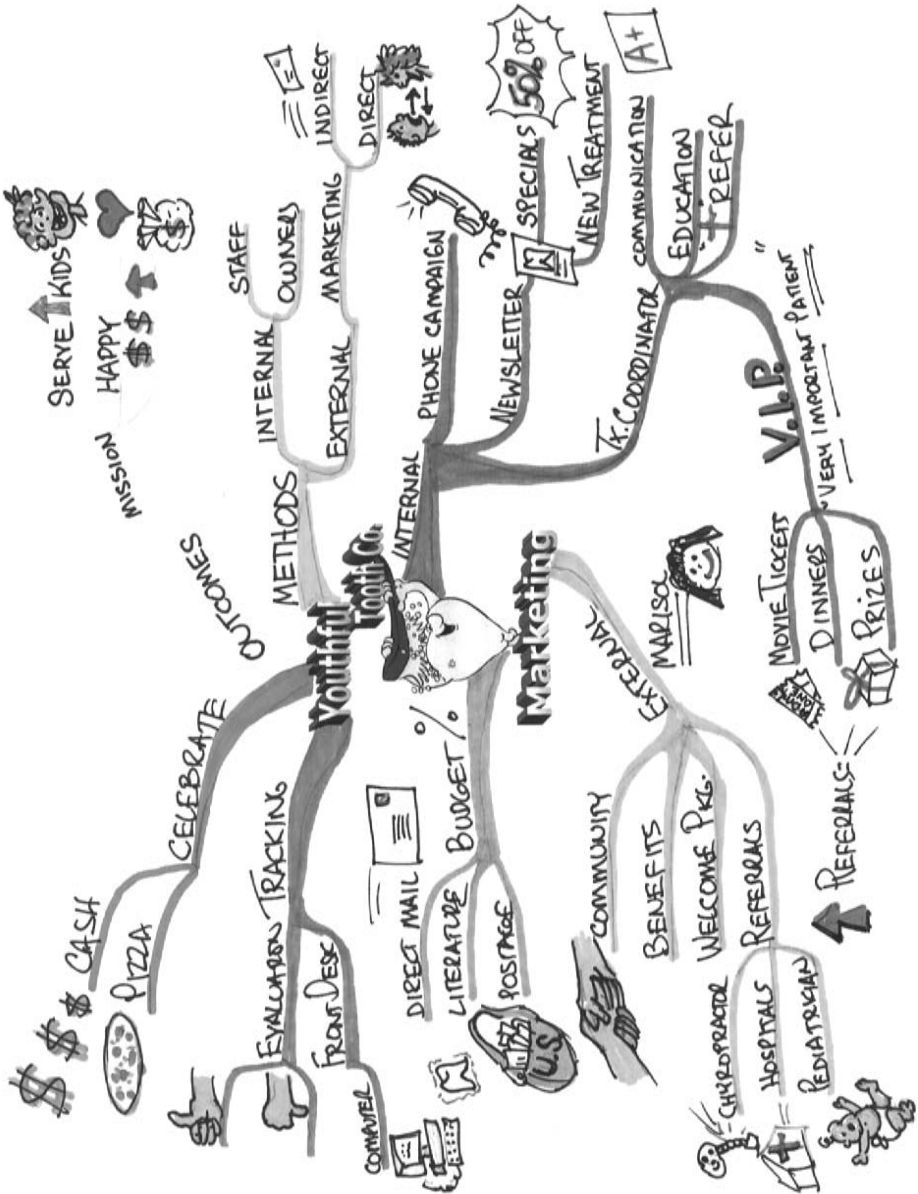 Youthful
Tooth Co.
Marketing
OUTCOMES
MISSION
SERVE KIDS
HAPPY
$ $
$
METHODS
INTERNAL
STAFF
OWNERS
EXTERNAL
MARKETING
INDIRECT
DIRECT
INTERNAL
PHONE CAMPAIGN
NEWSLETTER
SPECIALS
50% OFF
NEW TREATMENT
TX. COORDINATOR
COMMUNICATION
A+
EDUCATION
REFER
V.I.P.
"VERY IMPORTANT PATIENT"
MOVIE TICKETS
DINNERS
PRIZES
EXTERNAL
MARISOL
COMMUNITY
BENEFITS
WELCOME PKG.
REFERRALS
REFERRALS
CHYROPRACTOR
HOSPITALS
PEDIATRICIAN
%
BUDGET
DIRECT MAIL
LITERATURE
POSTAGE
U.S.
TRACKING
EVALUATION
FRONT DESK
COMPUTER
CELEBRATE
CASH
PIZZA
$ $ $